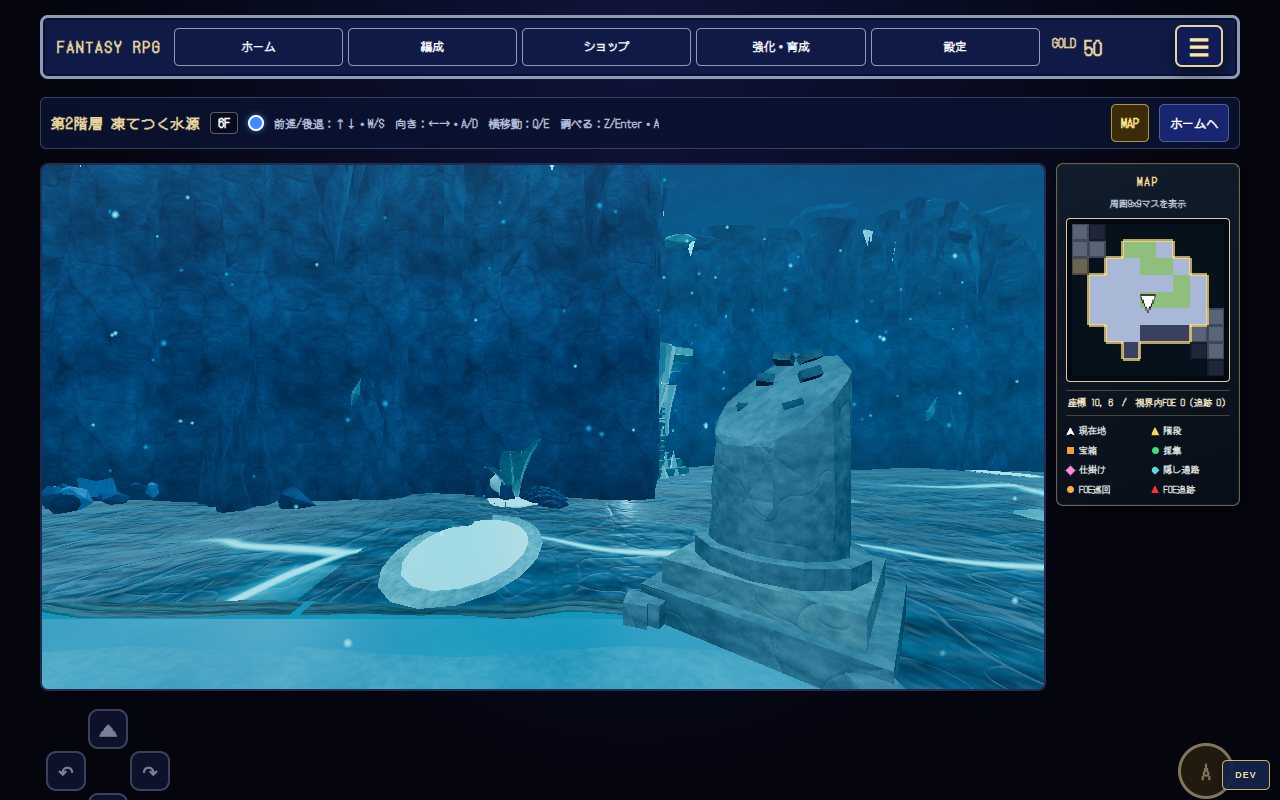 FANTASY RPG
ホーム
編成
ショップ
強化・育成
設定
GOLD 50
第2階層 凍てつく水源
6F
前進/後退：↑↓・W/S 向き：←→・A/D 横移動：Q/E 調べる：Z/Enter・A
MAP
ホームへ
MAP
周囲9x9マスを表示
座標 10, 6 / 視界内FOE 0 (追跡 0)
現在地
階段
宝箱
採集
仕掛け
隠し通路
FOE巡回
FOE追跡
A
DEV